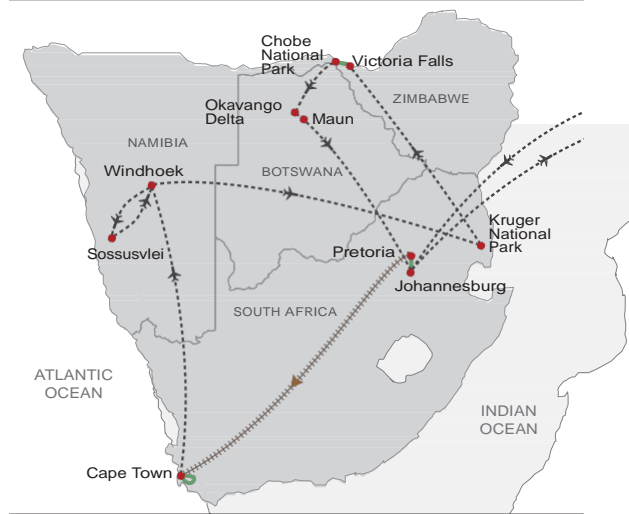 Chobe
National
Park
Victoria Falls
ZIMBABWE
Okavango
Delta
Maun
NAMIBIA
Windhoek
BOTSWANA
Kruger
National
Park
Sossusvlei
Pretoria
Johannesburg
SOUTH AFRICA
ATLANTIC
OCEAN
INDIAN
OCEAN
Cape Town